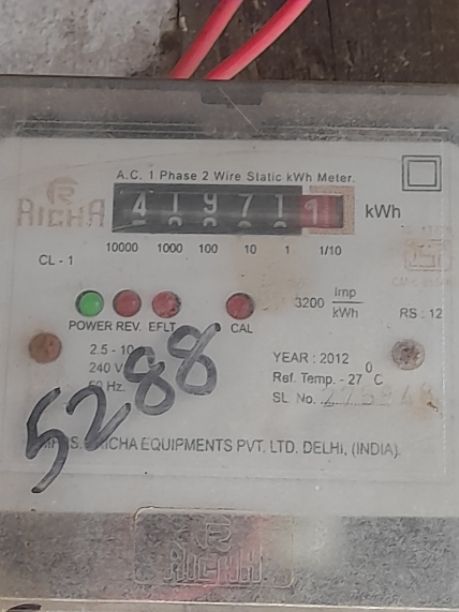 A.C. 1 Phase 2 Wire Static kWh Meter.
RICHA
4 1 9 7 1 1 kWh
10000 1000 100 10 1 1/10
CL - 1
3200 imp/kWh
RS : 12
POWER REV. EFLT CAL
2.5 - 10
240 V
Hz.
YEAR : 2012
Ref. Temp. - 27 °C
SL. No.
5288
RICHA EQUIPMENTS PVT. LTD. DELHI, (INDIA).
RICHA